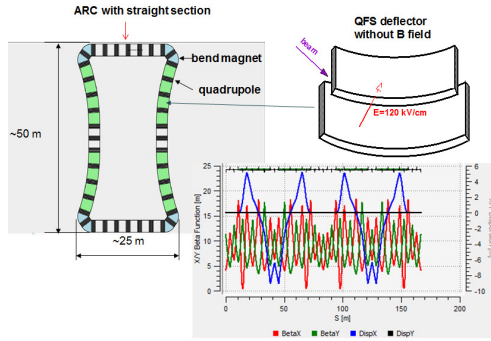 ARC with straight section
bend magnet
quadrupole
~50 m
~25 m
QFS deflector
without B field
beam
E=120 kV/cm
X/Y Beta Function [m]
25
20
15
10
5
0
6
4
2
0
-2
-4
-6
-8
-10
0
50
100
150
200
S [m]
BetaX
BetaY
DispX
DispY